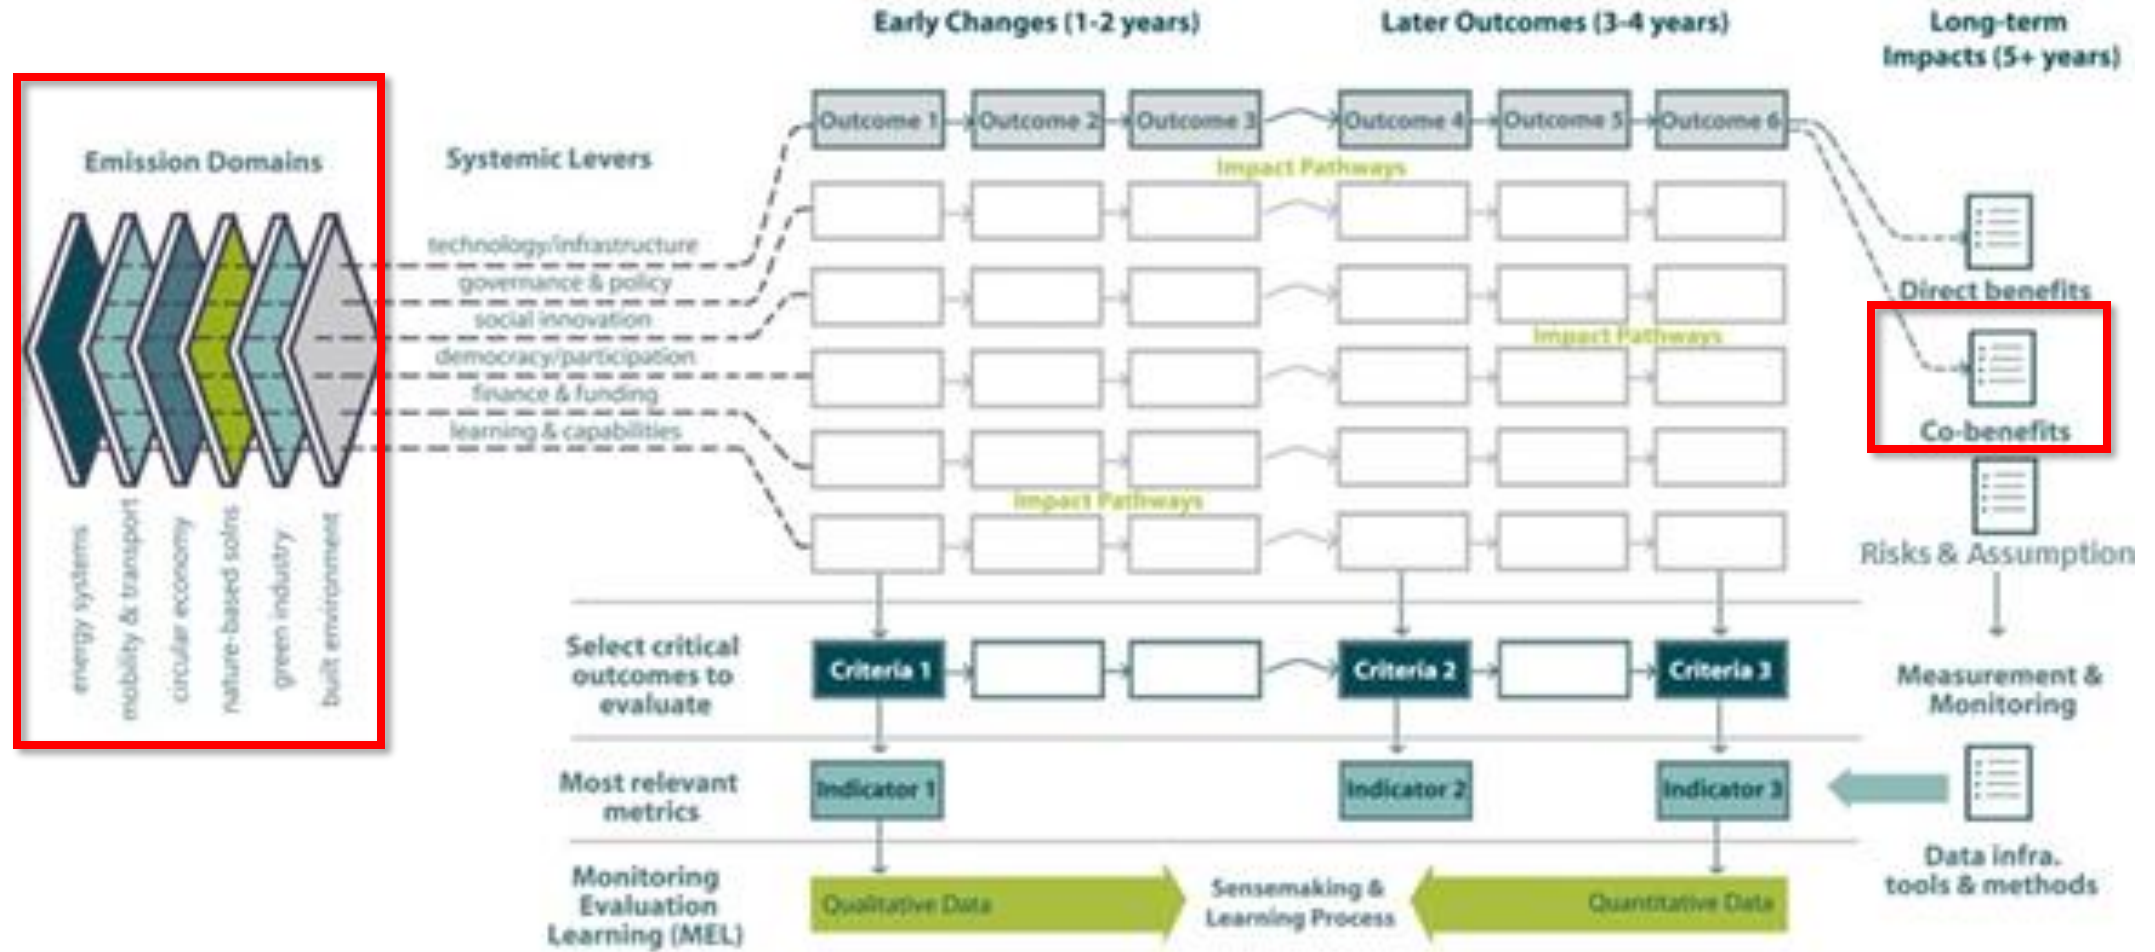 Early Changes (1-2 years)
Later Outcomes (3-4 years)
Long-term
Impacts (5+ years)
Emission Domains
Systemic Levers
Outcome 1
Outcome 2
Outcome 3
Outcome 4
Outcome 5
Outcome 6
Impact Pathways
technology/infrastructure
governance & policy
social innovation
democracy/participation
finance & funding
learning & capabilities
Direct benefits
Impact Pathways
Co-benefits
Impact Pathways
Risks & Assumption
energy systems
mobility & transport
circular economy
nature-based solns
green industry
built environment
Select critical
outcomes to
evaluate
Criteria 1
Criteria 2
Criteria 3
Measurement &
Monitoring
Most relevant
metrics
Indicator 1
Indicator 2
Indicator 3
Data infra.
tools & methods
Monitoring
Evaluation
Learning (MEL)
Qualitative Data
Sensemaking &
Learning Process
Quantitative Data